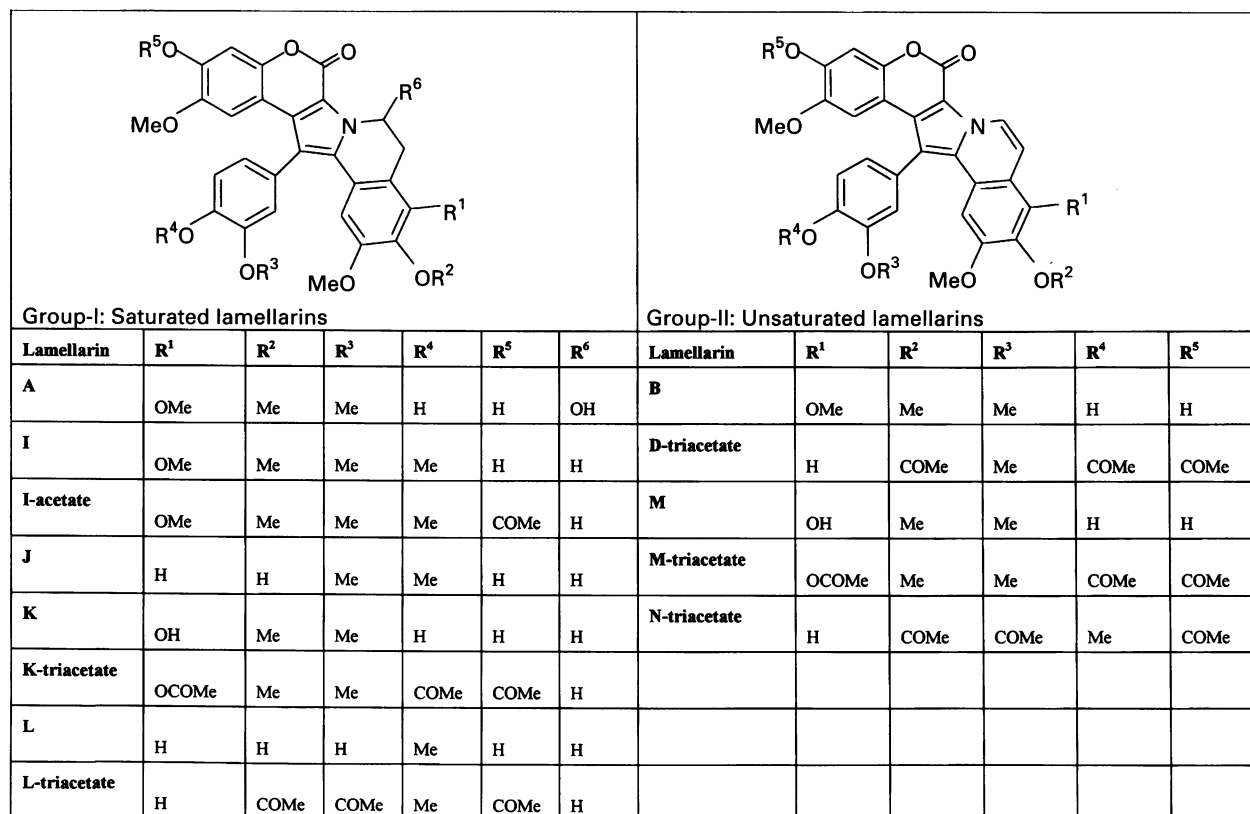 R⁵O O O
R⁶
MeO N
R¹
R⁴O
OR³ MeO OR²
Group-I: Saturated lamellarins
R⁵O O O
MeO N
R¹
R⁴O
OR³ MeO OR²
Group-II: Unsaturated lamellarins
Lamellarin R¹ R² R³ R⁴ R⁵ R⁶
A OMe Me Me H H OH
I OMe Me Me Me H H
I-acetate OMe Me Me Me COMe H
J H H Me Me H H
K OH Me Me H H H
K-triacetate OCOMe Me Me COMe COMe H
L H H H Me H H
L-triacetate H COMe COMe Me COMe H
Lamellarin R¹ R² R³ R⁴ R⁵
B OMe Me Me H H
D-triacetate H COMe Me COMe COMe
M OH Me Me H H
M-triacetate OCOMe Me Me COMe COMe
N-triacetate H COMe COMe Me COMe